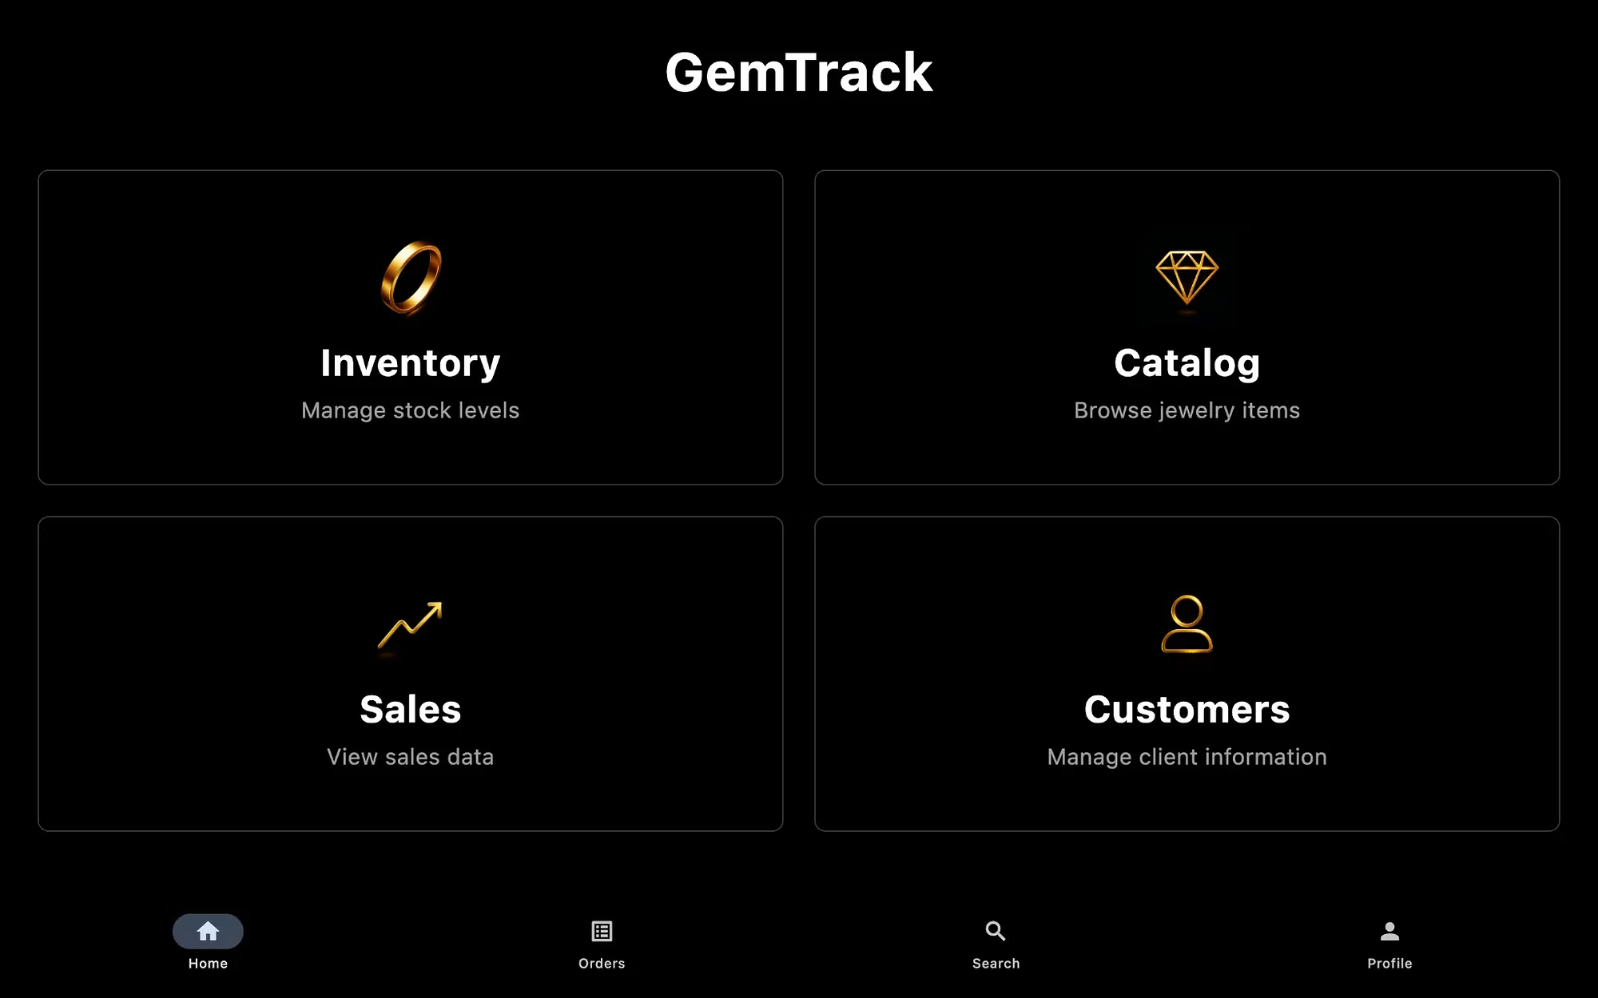 GemTrack
Inventory
Manage stock levels
Catalog
Browse jewelry items
Sales
View sales data
Customers
Manage client information
Home
Orders
Search
Profile